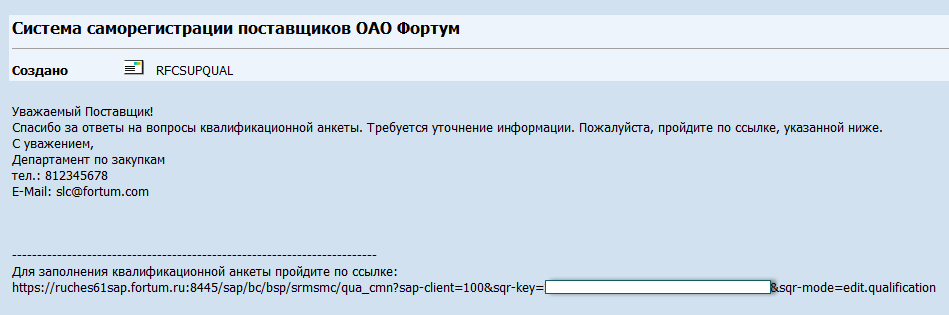 Система саморегистрации поставщиков ОАО Фортум
Создано RFCSUPQUAL
Уважаемый Поставщик!
Спасибо за ответы на вопросы квалификационной анкеты. Требуется уточнение информации. Пожалуйста, пройдите по ссылке, указанной ниже.
С уважением,
Департамент по закупкам
тел.: 812345678
E-Mail: slc@fortum.com
-------------------------------------------------------------------------
Для заполнения квалификационной анкеты пройдите по ссылке:
https://ruches61sap.fortum.ru:8445/sap/bc/bsp/srmsmc/qua_cmn?sap-client=100&sqr-key= &sqr-mode=edit.qualification